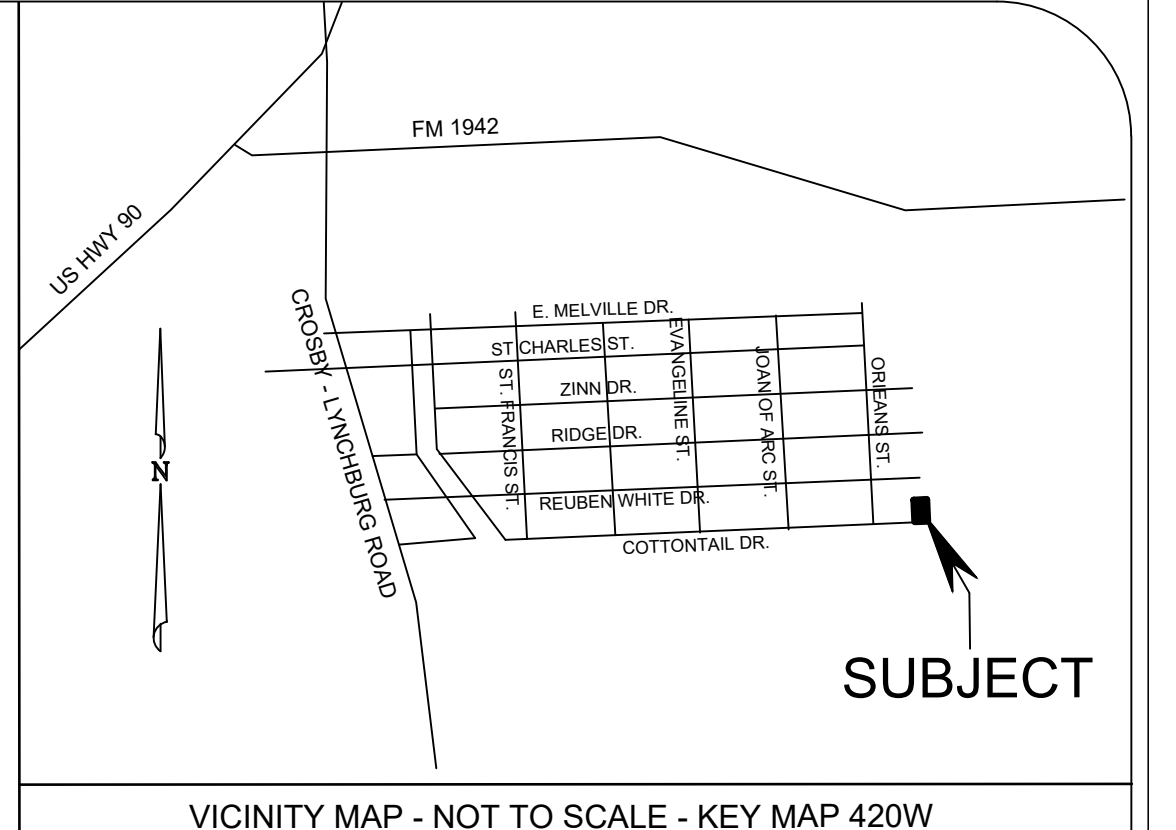 FM 1942
US HWY 90
CROSBY - LYNCHBURG ROAD
E. MELVILLE DR.
ST CHARLES ST.
EVANGELINE ST.
JOAN OF ARC ST.
ORIEANS ST.
ST. FRANCIS ST.
ZINN DR.
RIDGE DR.
N
REUBEN WHITE DR.
COTTONTAIL DR.
SUBJECT
VICINITY MAP - NOT TO SCALE - KEY MAP 420W